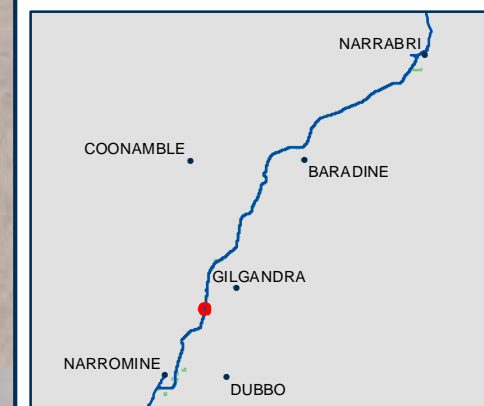 NARRABRI
COONAMBLE
BARADINE
GILGANDRA
NARROMINE
DUBBO